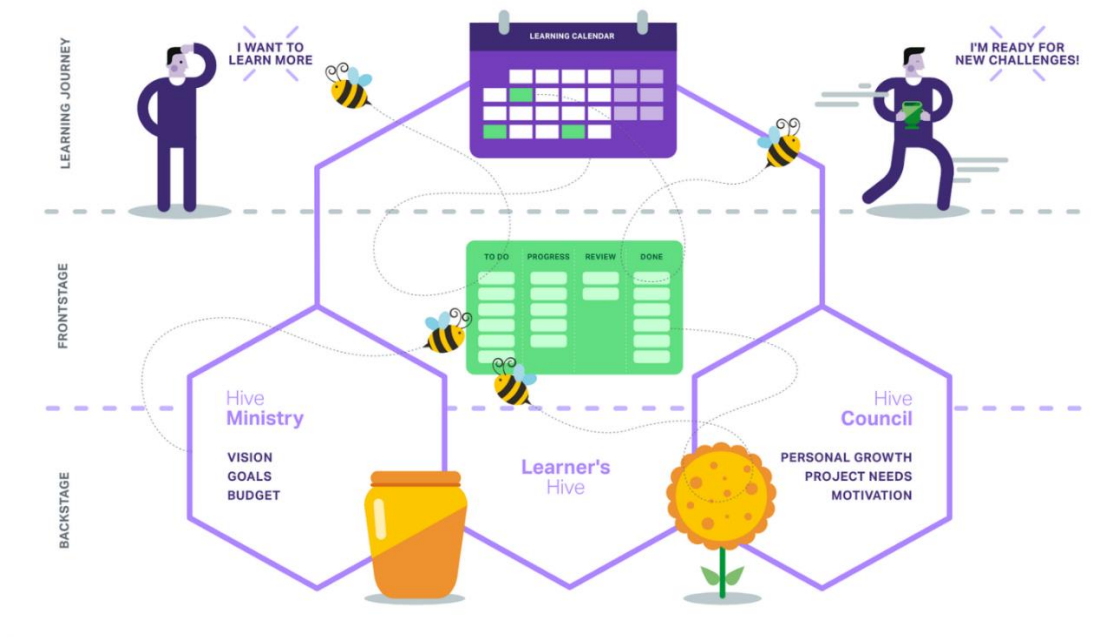 LEARNING JOURNEY
I WANT TO
LEARN MORE
LEARNING CALENDAR
I'M READY FOR
NEW CHALLENGES!
FRONTSTAGE
TO DO PROGRESS REVIEW DONE
BACKSTAGE
Hive
Ministry
VISION
GOALS
BUDGET
Learner's
Hive
Hive
Council
PERSONAL GROWTH
PROJECT NEEDS
MOTIVATION